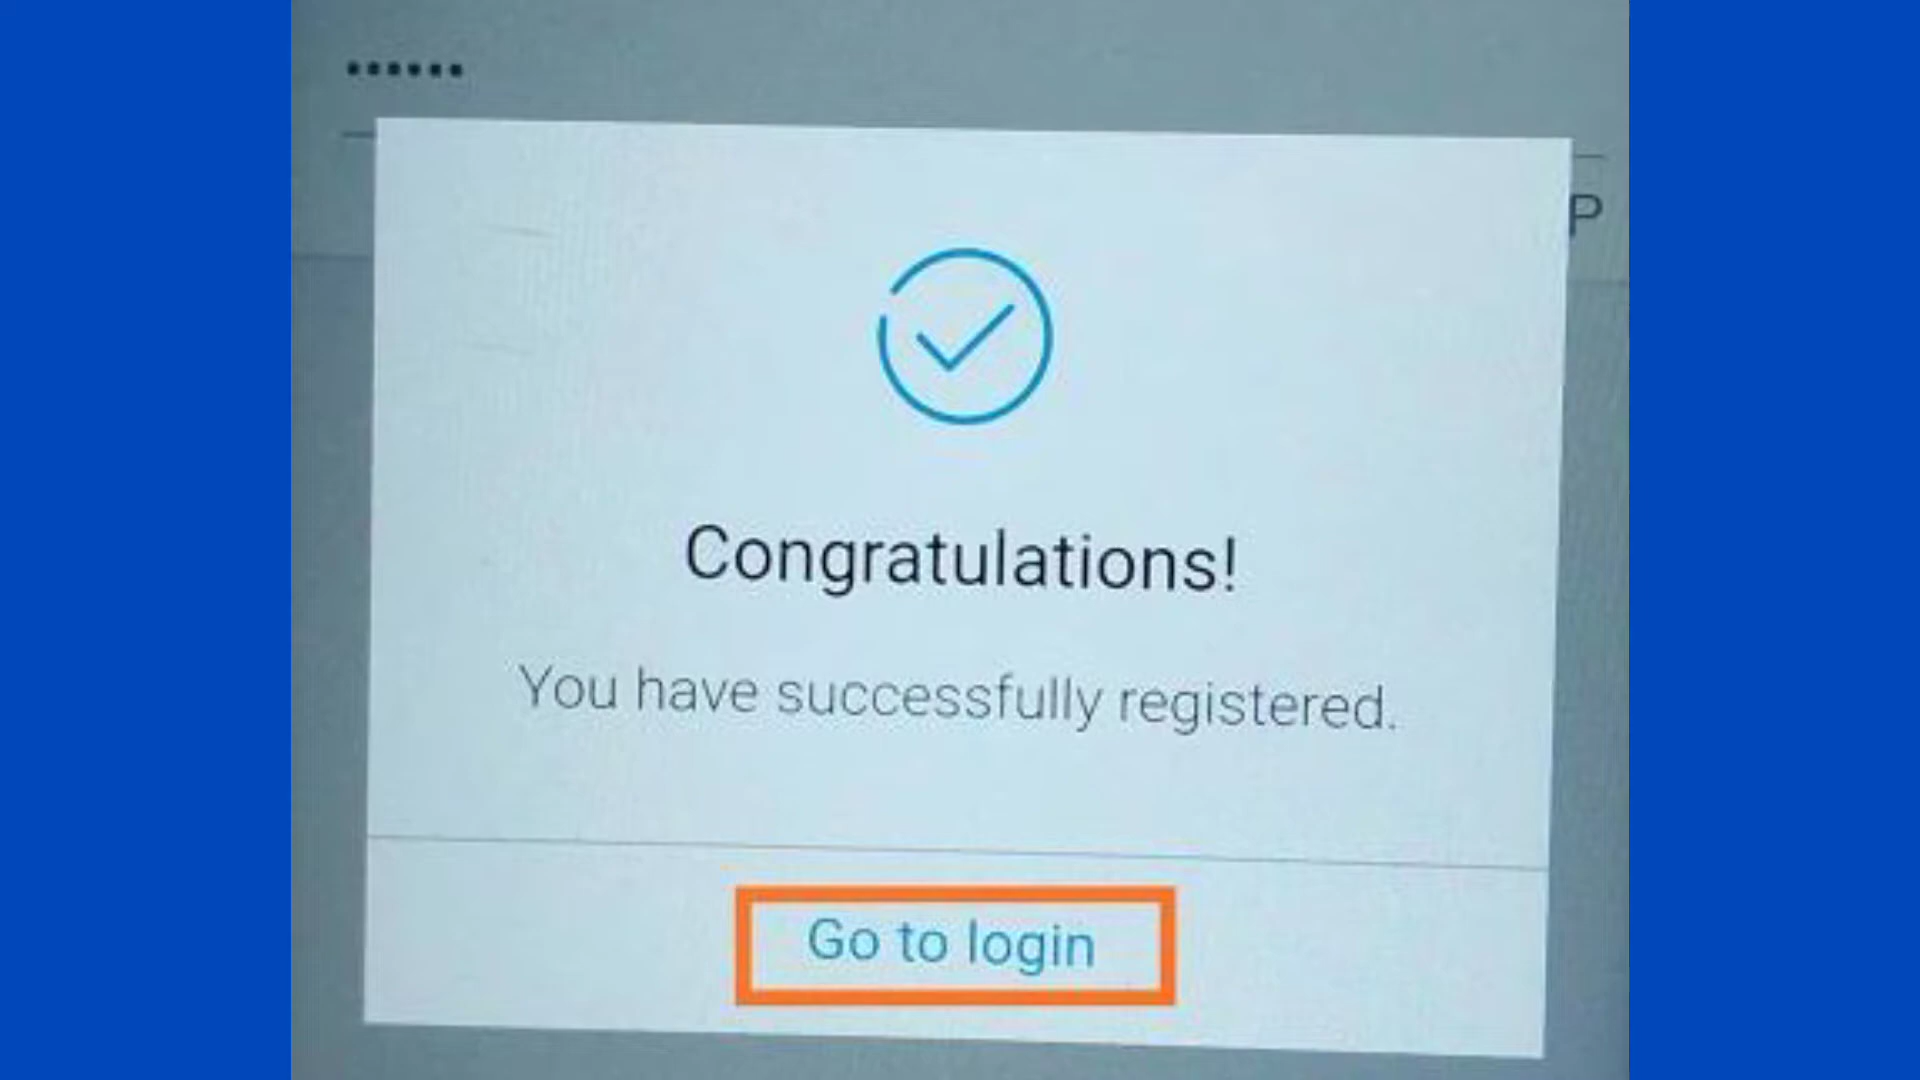 ••••••
P
Congratulations!
You have successfully registered.
Go to login